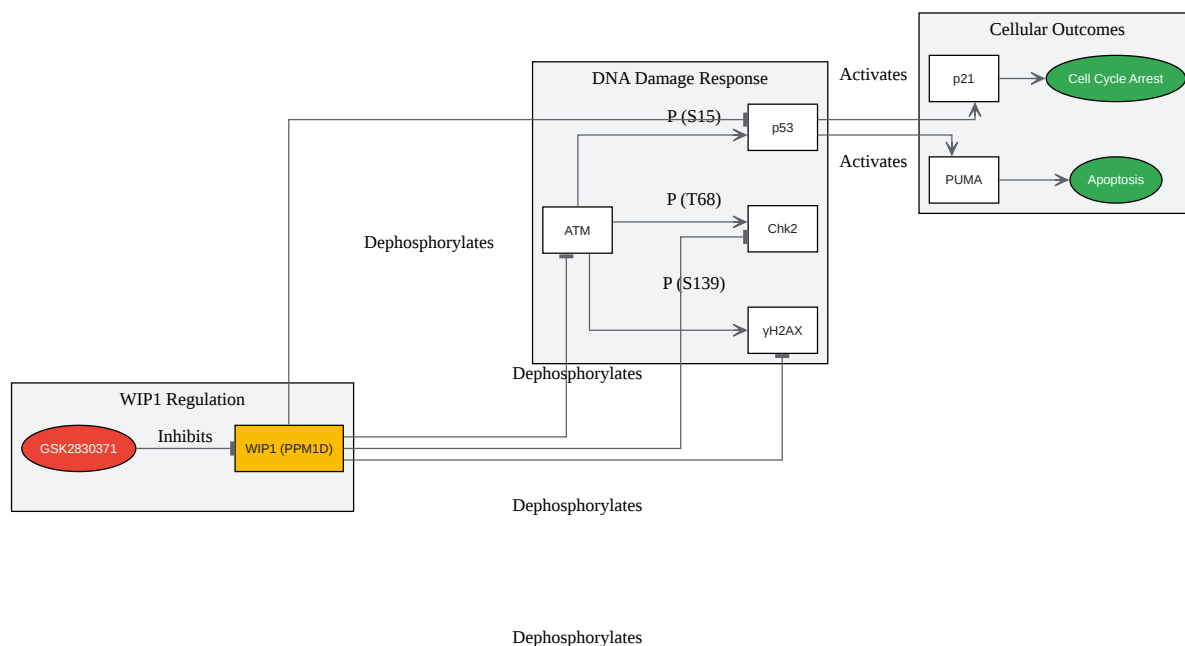 Cellular Outcomes
Activates
p21
Cell Cycle Arrest
DNA Damage Response
P (S15)
p53
Activates
PUMA
Apoptosis
P (T68)
ATM
Chk2
Dephosphorylates
P (S139)
γH2AX
Dephosphorylates
WIP1 Regulation
Inhibits
GSK2830371
WIP1 (PPM1D)
Dephosphorylates
Dephosphorylates